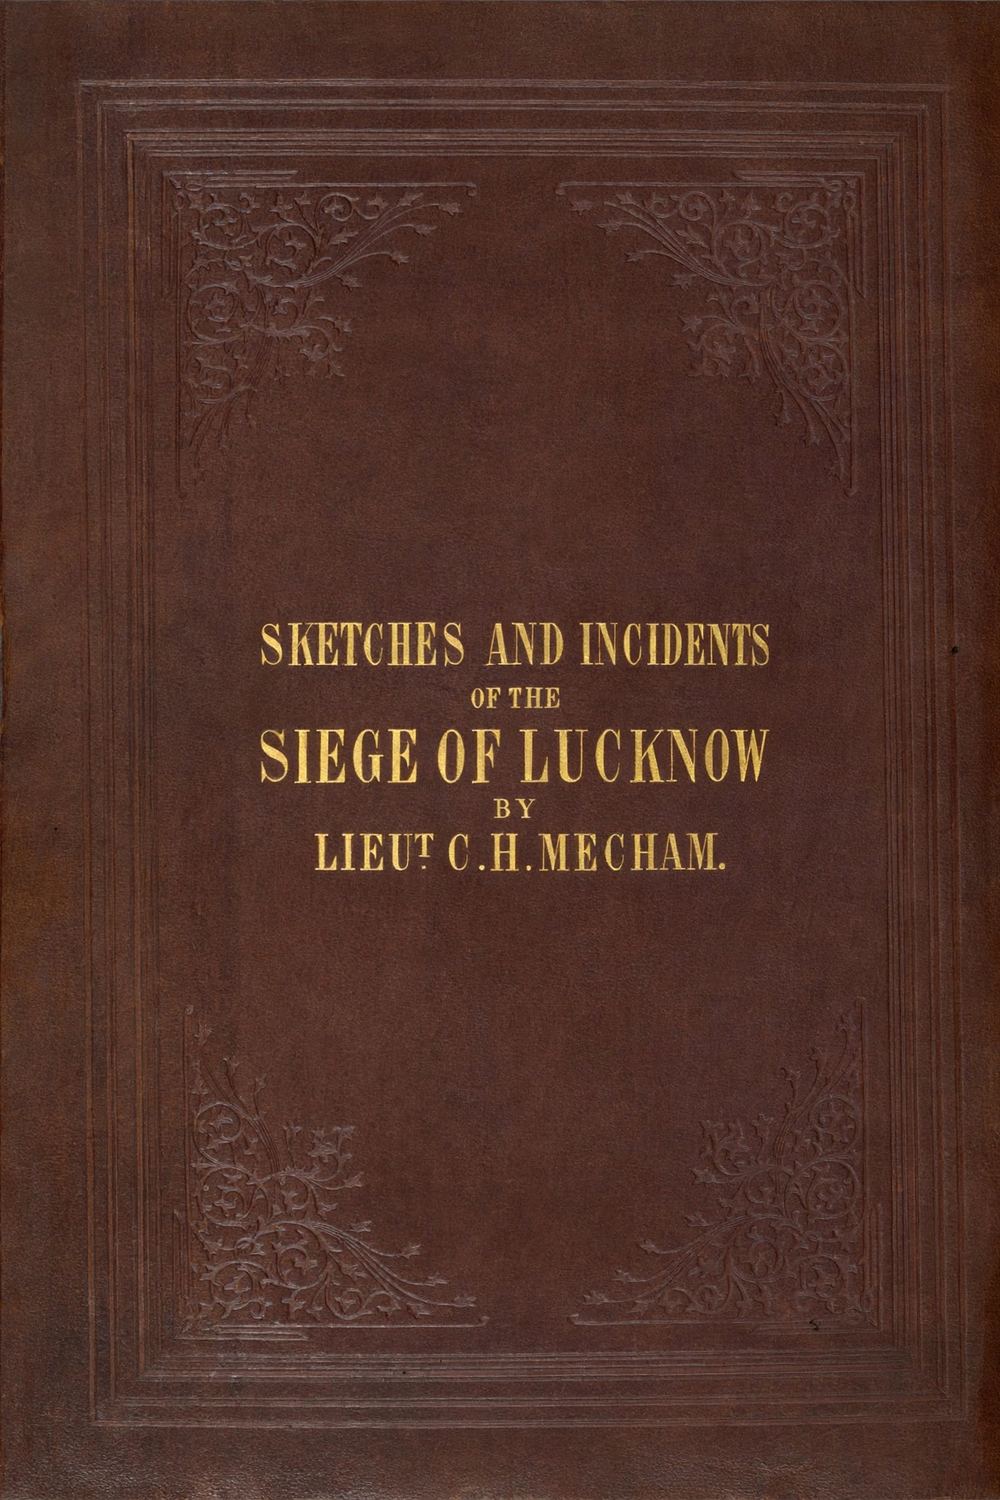 SKETCHES AND INCIDENTS
OF THE
SIEGE OF LUCKNOW
BY
LIEUT. C.H. MECHAM.